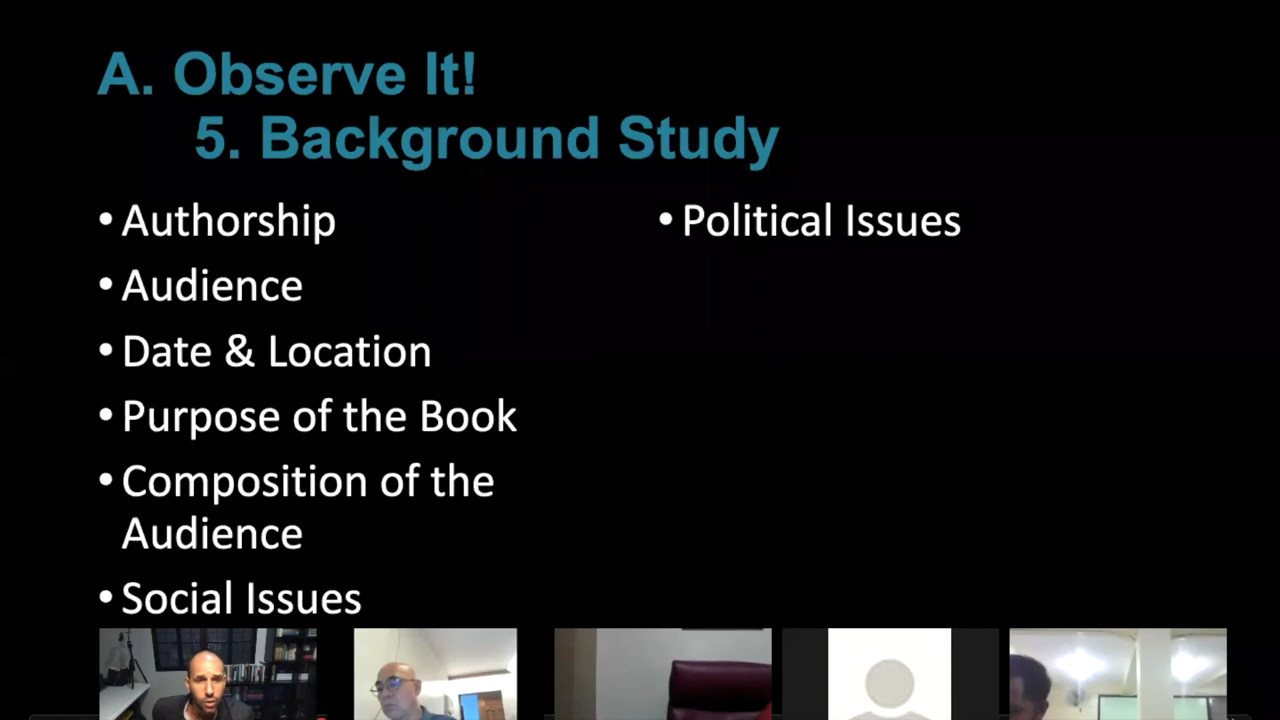 A. Observe It!
5. Background Study
• Authorship
• Audience
• Date & Location
• Purpose of the Book
• Composition of the
Audience
• Social Issues
• Political Issues